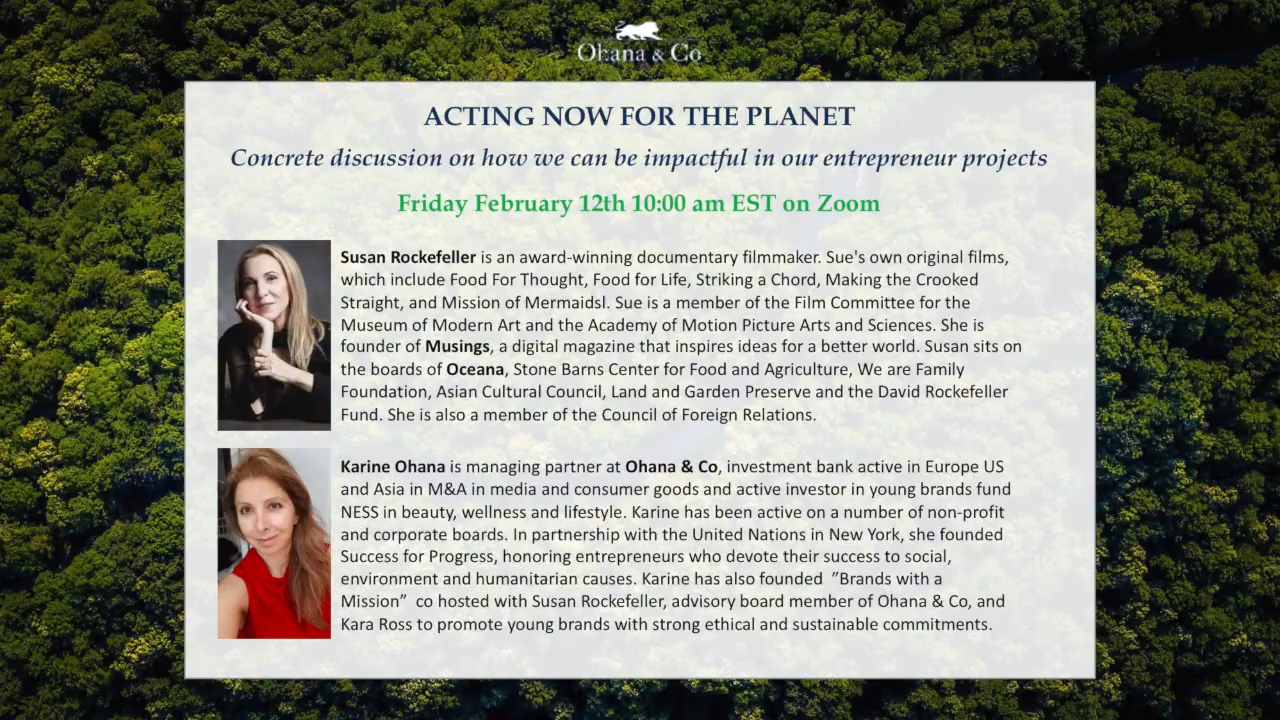 Ohana & Co
ACTING NOW FOR THE PLANET
Concrete discussion on how we can be impactful in our entrepreneur projects
Friday February 12th 10:00 am EST on Zoom
Susan Rockefeller is an award-winning documentary filmmaker. Sue's own original films,
which include Food For Thought, Food for Life, Striking a Chord, Making the Crooked
Straight, and Mission of Mermaidsl. Sue is a member of the Film Committee for the
Museum of Modern Art and the Academy of Motion Picture Arts and Sciences. She is
founder of Musings, a digital magazine that inspires ideas for a better world. Susan sits on
the boards of Oceana, Stone Barns Center for Food and Agriculture, We are Family
Foundation, Asian Cultural Council, Land and Garden Preserve and the David Rockefeller
Fund. She is also a member of the Council of Foreign Relations.
Karine Ohana is managing partner at Ohana & Co, investment bank active in Europe US
and Asia in M&A in media and consumer goods and active investor in young brands fund
NESS in beauty, wellness and lifestyle. Karine has been active on a number of non-profit
and corporate boards. In partnership with the United Nations in New York, she founded
Success for Progress, honoring entrepreneurs who devote their success to social,
environment and humanitarian causes. Karine has also founded  ”Brands with a
Mission”  co hosted with Susan Rockefeller, advisory board member of Ohana & Co, and
Kara Ross to promote young brands with strong ethical and sustainable commitments.